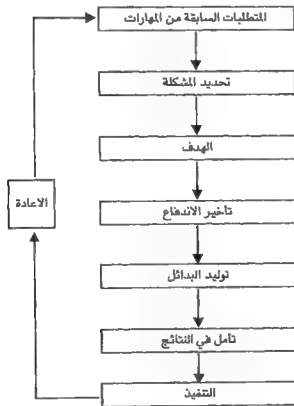 المتطلبات السابقة من المهارات
تحديد المشكلة
الهدف
تأخير الاندفاع
الاعادة
توليد البدائل
تأمل في النتائج
التنفيذ